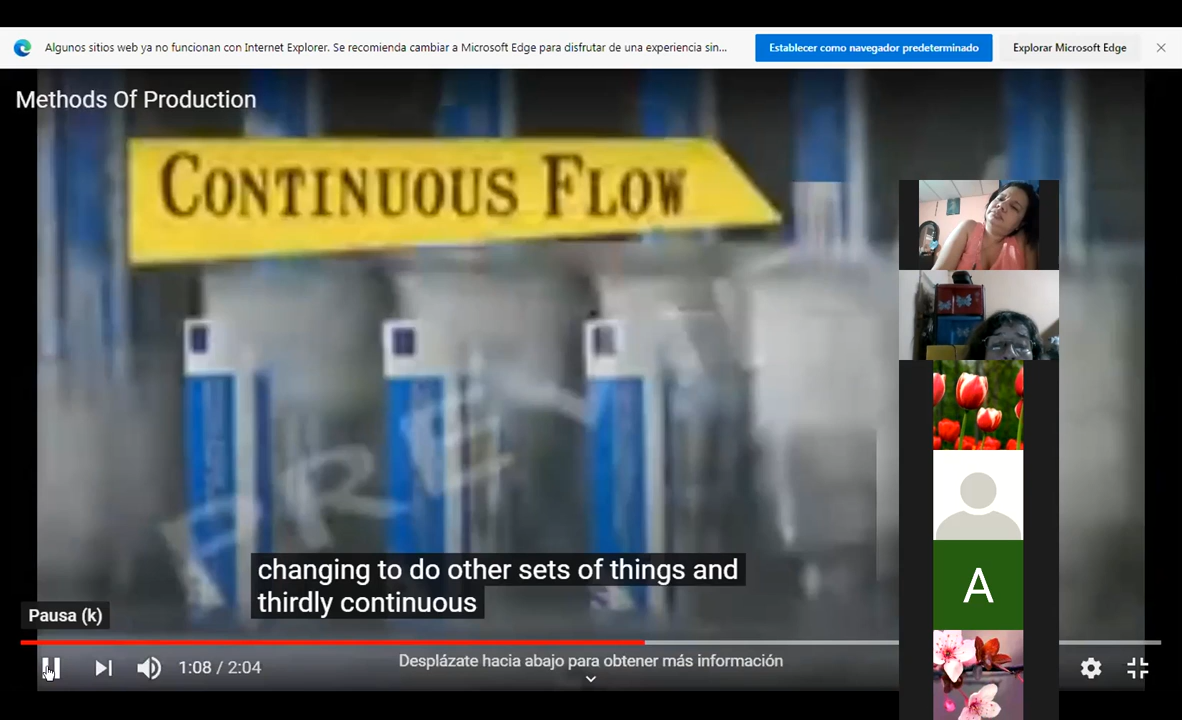 Algunos sitios web ya no funcionan con Internet Explorer. Se recomienda cambiar a Microsoft Edge para disfrutar de una experiencia sin...
Establecer como navegador predeterminado
Explorar Microsoft Edge
Methods Of Production
CONTINUOUS FLOW
changing to do other sets of things and
thirdly continuous
Pausa (k)
1:08 / 2:04
Desplázate hacia abajo para obtener más información
A